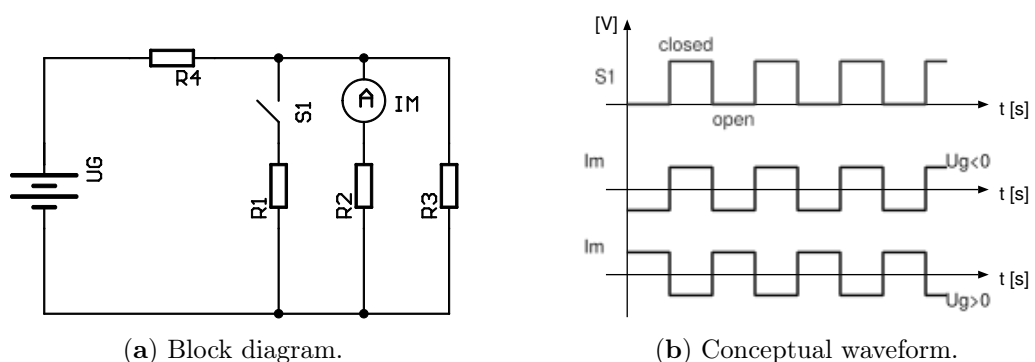 R4
S1
A IM
UG
R1
R2
R3
(a) Block diagram.
[V]
closed
S1
t [s]
open
Im
Ug<0
t [s]
Im
t [s]
Ug>0
(b) Conceptual waveform.